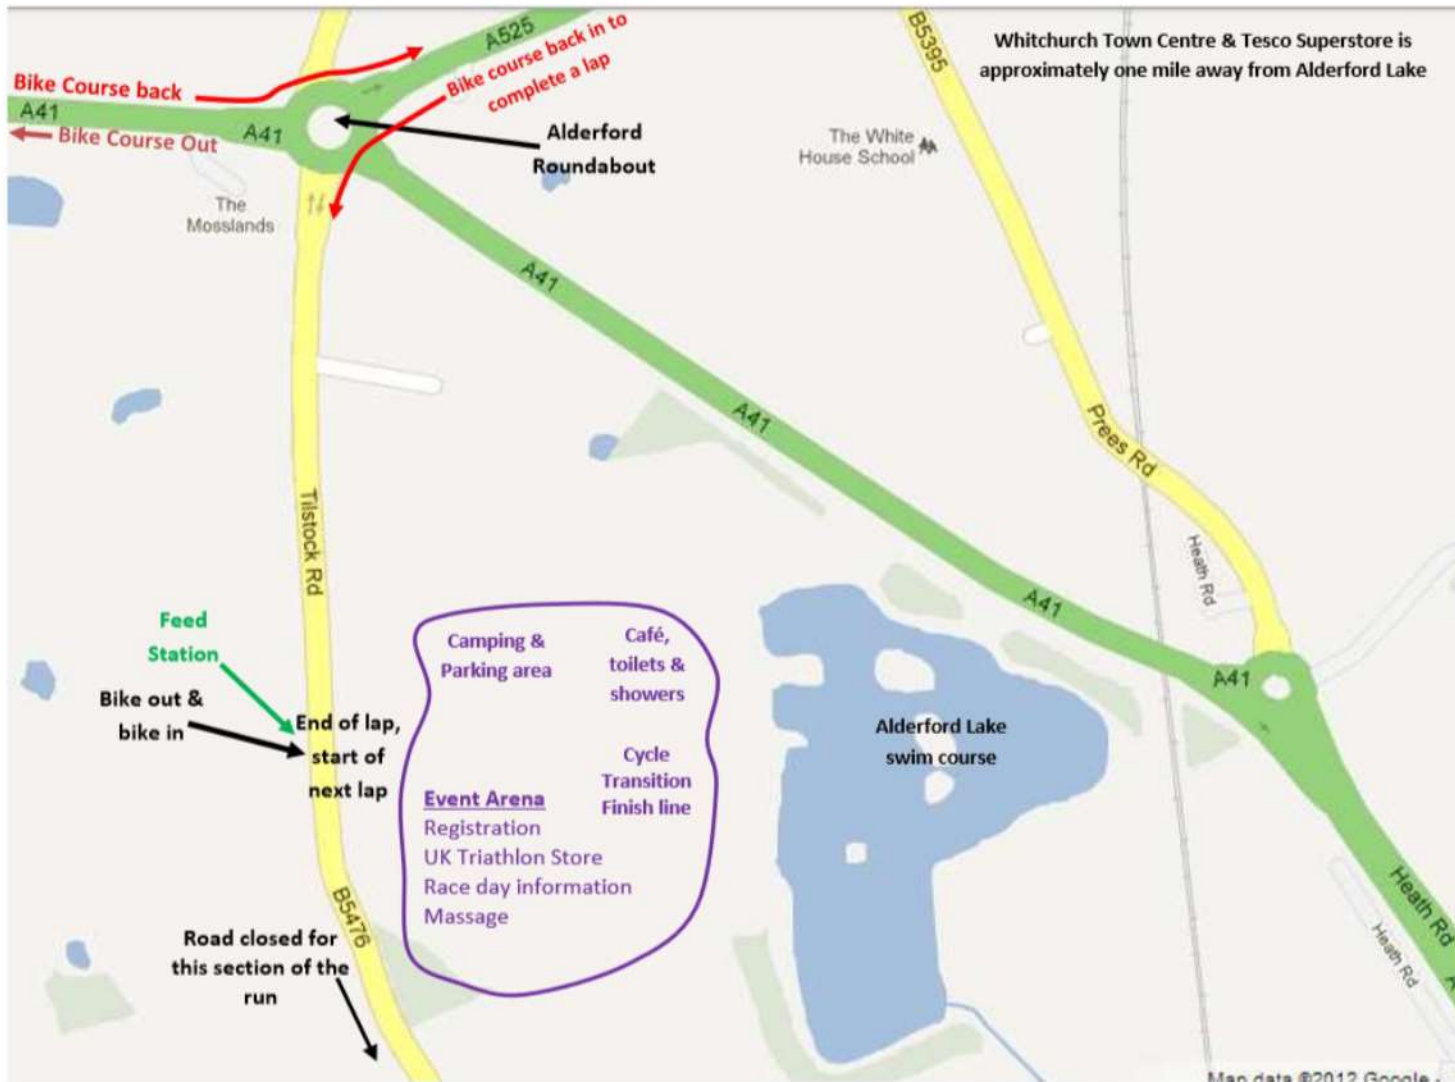 Whitchurch Town Centre & Tesco Superstore is
approximately one mile away from Alderford Lake
A525
Bike course back in to
complete a lap
B5395
Bike Course back
A41
Bike Course Out
A41
Alderford
Roundabout
The White
House School
The
Mosslands
A41
A41
Prees Rd
Tilstock Rd
Heath Rd
A41
A41
Feed
Station
Bike out &
bike in
End of lap,
start of
next lap
Camping &
Parking area
Café,
toilets &
showers
Cycle
Transition
Finish line
Event Arena
Registration
UK Triathlon Store
Race day information
Massage
Alderford Lake
swim course
B5476
Road closed for
this section of the
run
Heath Rd
Heath Rd
Map data ©2012 Google